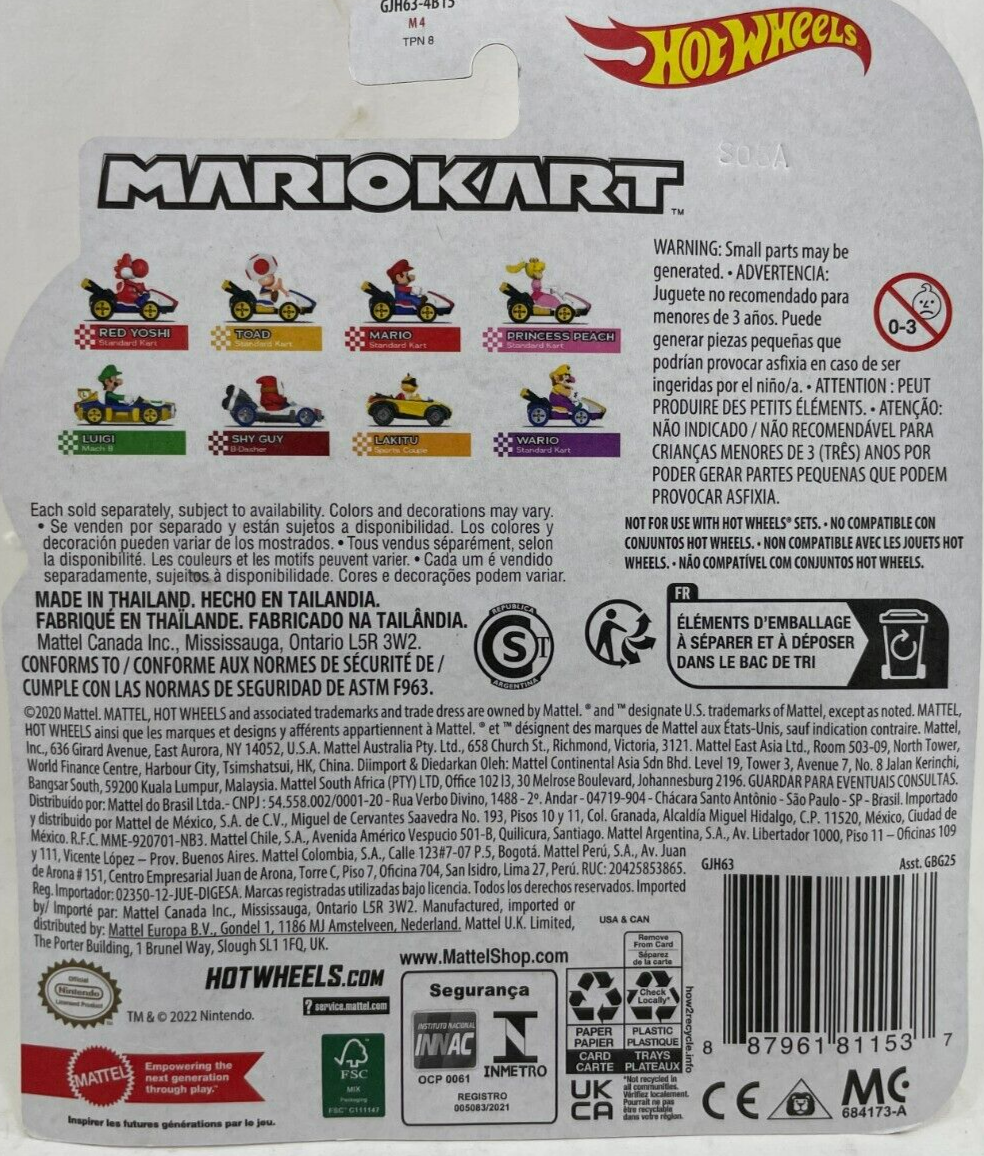 GJH63-4B15
M4
TPN 8
HOT WHEELS
MARIOKART™
RED YOSHI
Standard Kart
TOAD
Standard Kart
MARIO
Standard Kart
PRINCESS PEACH
Standard Kart
LUIGI
Mach 8
SHY GUY
B-Dasher
LAKITU
Sports Coupe
WARIO
Standard Kart
WARNING: Small parts may be
generated. • ADVERTENCIA:
Juguete no recomendado para
menores de 3 años. Puede
generar piezas pequeñas que
podrían provocar asfixia en caso de ser
ingeridas por el niño/a. • ATTENTION : PEUT
PRODUIRE DES PETITS ÉLÉMENTS. • ATENÇÃO:
NÃO INDICADO / NÃO RECOMENDÁVEL PARA
CRIANÇAS MENORES DE 3 (TRÊS) ANOS POR
PODER GERAR PARTES PEQUENAS QUE PODEM
PROVOCAR ASFIXIA.
0-3
NOT FOR USE WITH HOT WHEELS® SETS. • NO COMPATIBLE CON
CONJUNTOS HOT WHEELS. • NON COMPATIBLE AVEC LES JOUETS HOT
WHEELS. • NÃO COMPATÍVEL COM CONJUNTOS HOT WHEELS.
Each sold separately, subject to availability. Colors and decorations may vary.
• Se venden por separado y están sujetos a disponibilidad. Los colores y
decoración pueden variar de los mostrados. • Tous vendus séparément, selon
la disponibilité. Les couleurs et les motifs peuvent varier. • Cada um é vendido
separadamente, sujeitos à disponibilidade. Cores e decorações podem variar.
MADE IN THAILAND. HECHO EN TAILANDIA.
FABRIQUÉ EN THAÏLANDE. FABRICADO NA TAILÂNDIA.
Mattel Canada Inc., Mississauga, Ontario L5R 3W2.
CONFORMS TO / CONFORME AUX NORMES DE SÉCURITÉ DE /
CUMPLE CON LAS NORMAS DE SEGURIDAD DE ASTM F963.
REPUBLICA
S T
ARGENTINA
FR
ÉLÉMENTS D'EMBALLAGE
À SÉPARER ET À DÉPOSER
DANS LE BAC DE TRI
©2020 Mattel. MATTEL, HOT WHEELS and associated trademarks and trade dress are owned by Mattel. ® and ™ designate U.S. trademarks of Mattel, except as noted. MATTEL,
HOT WHEELS ainsi que les marques et designs y afférents appartiennent à Mattel. ® et ™ désignent des marques de Mattel aux États-Unis, sauf indication contraire. Mattel,
Inc., 636 Girard Avenue, East Aurora, NY 14052, U.S.A. Mattel Australia Pty. Ltd., 658 Church St., Richmond, Victoria, 3121. Mattel East Asia Ltd., Room 503-09, North Tower,
World Finance Centre, Harbour City, Tsimshatsui, HK, China. Diimport & Diedarkan Oleh: Mattel Continental Asia Sdn Bhd. Level 19, Tower 3, Avenue 7, No. 8 Jalan Kerinchi,
Bangsar South, 59200 Kuala Lumpur, Malaysia. Mattel South Africa (PTY) LTD, Office 102 I3, 30 Melrose Boulevard, Johannesburg 2196. GUARDAR PARA EVENTUAIS CONSULTAS.
Distribuido por: Mattel do Brasil Ltda.- CNPJ : 54.558.002/0001-20 - Rua Verbo Divino, 1488 - 2º. Andar - 04719-904 - Chácara Santo Antônio - São Paulo - SP - Brasil. Importado
y distribuido por Mattel de México, S.A. de C.V., Miguel de Cervantes Saavedra No. 193, Pisos 10 y 11, Col. Granada, Alcaldía Miguel Hidalgo, C.P. 11520, México, Ciudad de
México. R.F.C. MME-920701-NB3. Mattel Chile, S.A., Avenida Américo Vespucio 501-B, Quilicura, Santiago. Mattel Argentina, S.A., Av. Libertador 1000, Piso 11 – Oficinas 109
y 111, Vicente López – Prov. Buenos Aires. Mattel Colombia, S.A., Calle 123#7-07 P.5, Bogotá. Mattel Perú, S.A., Av. Juan
de Arona # 151, Centro Empresarial Juan de Arona, Torre C, Piso 7, Oficina 704, San Isidro, Lima 27, Perú. RUC: 20425853865.
Reg. Importador: 02350-12-JUE-DIGESA. Marcas registradas utilizadas bajo licencia. Todos los derechos reservados. Imported
by/ Importé par: Mattel Canada Inc., Mississauga, Ontario L5R 3W2. Manufactured, imported or
distributed by: Mattel Europa B.V., Gondel 1, 1186 MJ Amstelveen, Nederland. Mattel U.K. Limited,
The Porter Building, 1 Brunel Way, Slough SL1 1FQ, UK.
GJH63
Asst. GBG25
8 87961 81153 7
Official
Nintendo
Licensed Product
HOTWHEELS.COM
TM & © 2022 Nintendo.
? service.mattel.com
www.MattelShop.com
Segurança
INSTITUTO NACIONAL
INNAC
OCP 0061
INMETRO
REGISTRO
005083/2021
USA & CAN
Remove
From Card
Séparez
de la carte
Check
Locally*
PAPER
PAPIER
PLASTIC
PLASTIQUE
CARD
CARTE
TRAYS
PLATEAUX
how2recycle.info
*Not recycled in
all communities.
Vérifiez localement.
Pourrait ne pas
être recyclable
dans votre région.
UK
CA
CE
MC
684173-A
MATTEL
Empowering the
next generation
through play.™
Inspirer les futures générations par le jeu.
FSC
MIX
Packaging
FSC® C111147